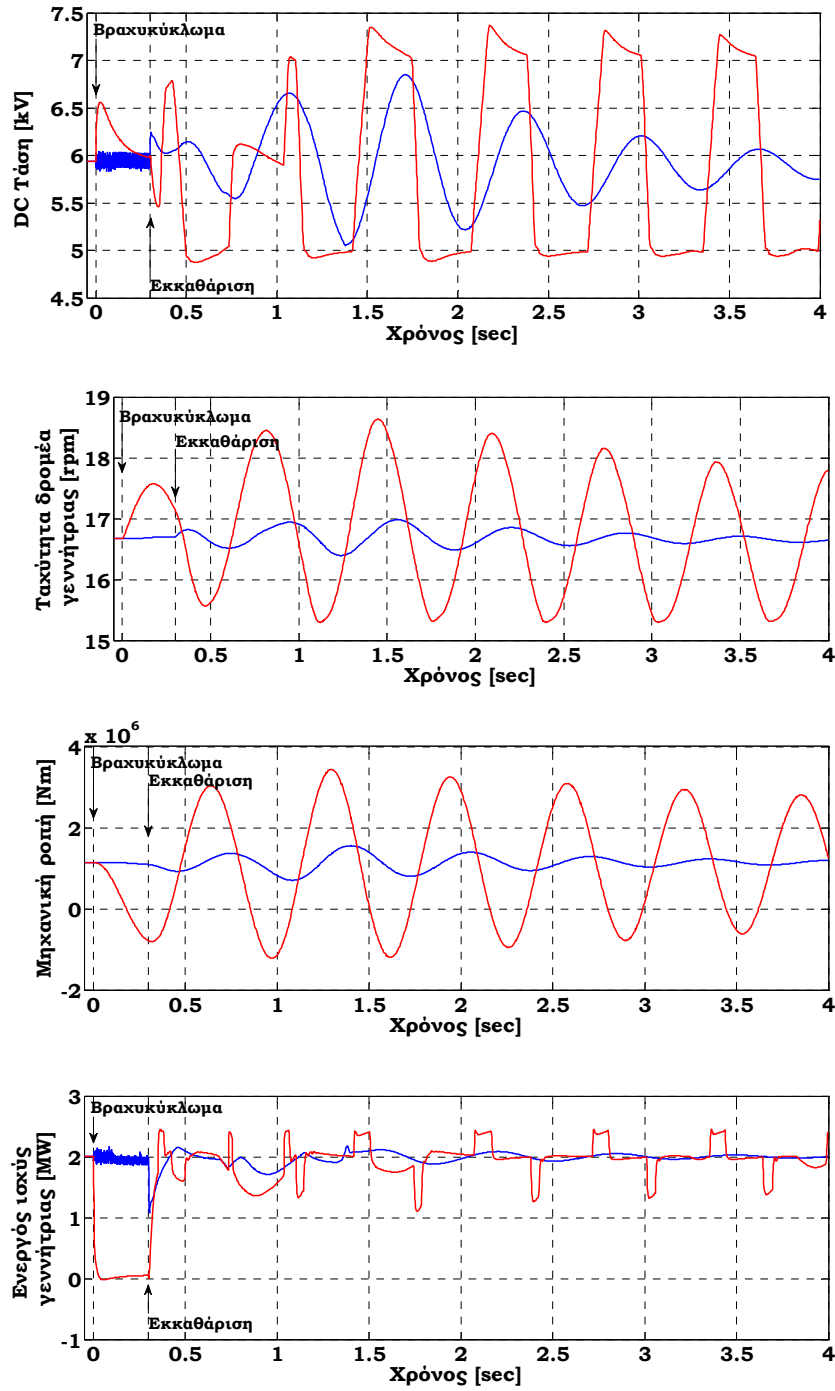 7.5
Βραχυκύκλωμα
7
6.5
6
5.5
5
4.5
DC Τάση [kV]
Εκκαθάριση
0 0.5 1 1.5 2 2.5 3 3.5 4
Χρόνος [sec]
19
Βραχυκύκλωμα
Εκκαθάριση
18
17
16
15
Ταχύτητα δρομέα
γεννήτριας [rpm]
0 0.5 1 1.5 2 2.5 3 3.5 4
Χρόνος [sec]
x 10^6
4
Βραχυκύκλωμα
Εκκαθάριση
2
0
-2
Μηχανική ροπή [Nm]
0 0.5 1 1.5 2 2.5 3 3.5 4
Χρόνος [sec]
3
Βραχυκύκλωμα
2
1
0
-1
Ενεργός ισχύς
γεννήτριας [MW]
Εκκαθάριση
0 0.5 1 1.5 2 2.5 3 3.5 4
Χρόνος [sec]